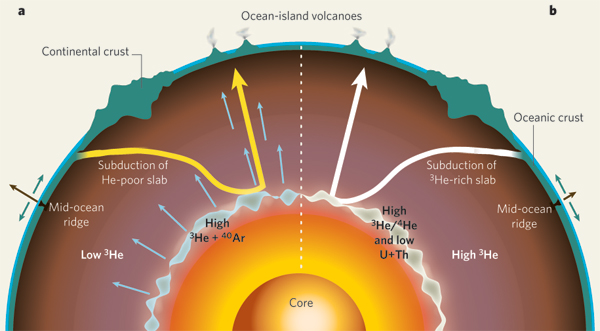 a
Ocean-island volcanoes
b
Continental crust
Oceanic crust
Subduction of
He-poor slab
Subduction of
³He-rich slab
Mid-ocean
ridge
Mid-ocean
ridge
High
³He + ⁴⁰Ar
High
³He/⁴He
and low
U+Th
Low ³He
High ³He
Core